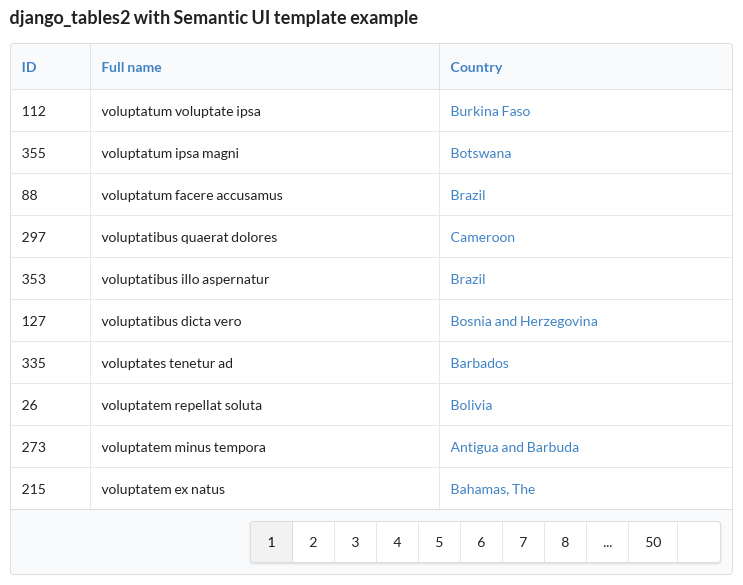 django_tables2 with Semantic UI template example
ID Full name Country
112 voluptatum voluptate ipsa Burkina Faso
355 voluptatum ipsa magni Botswana
88 voluptatum facere accusamus Brazil
297 voluptatibus quaerat dolores Cameroon
353 voluptatibus illo aspernatur Brazil
127 voluptatibus dicta vero Bosnia and Herzegovina
335 voluptates tenetur ad Barbados
26 voluptatem repellat soluta Bolivia
273 voluptatem minus tempora Antigua and Barbuda
215 voluptatem ex natus Bahamas, The
1 2 3 4 5 6 7 8 ... 50